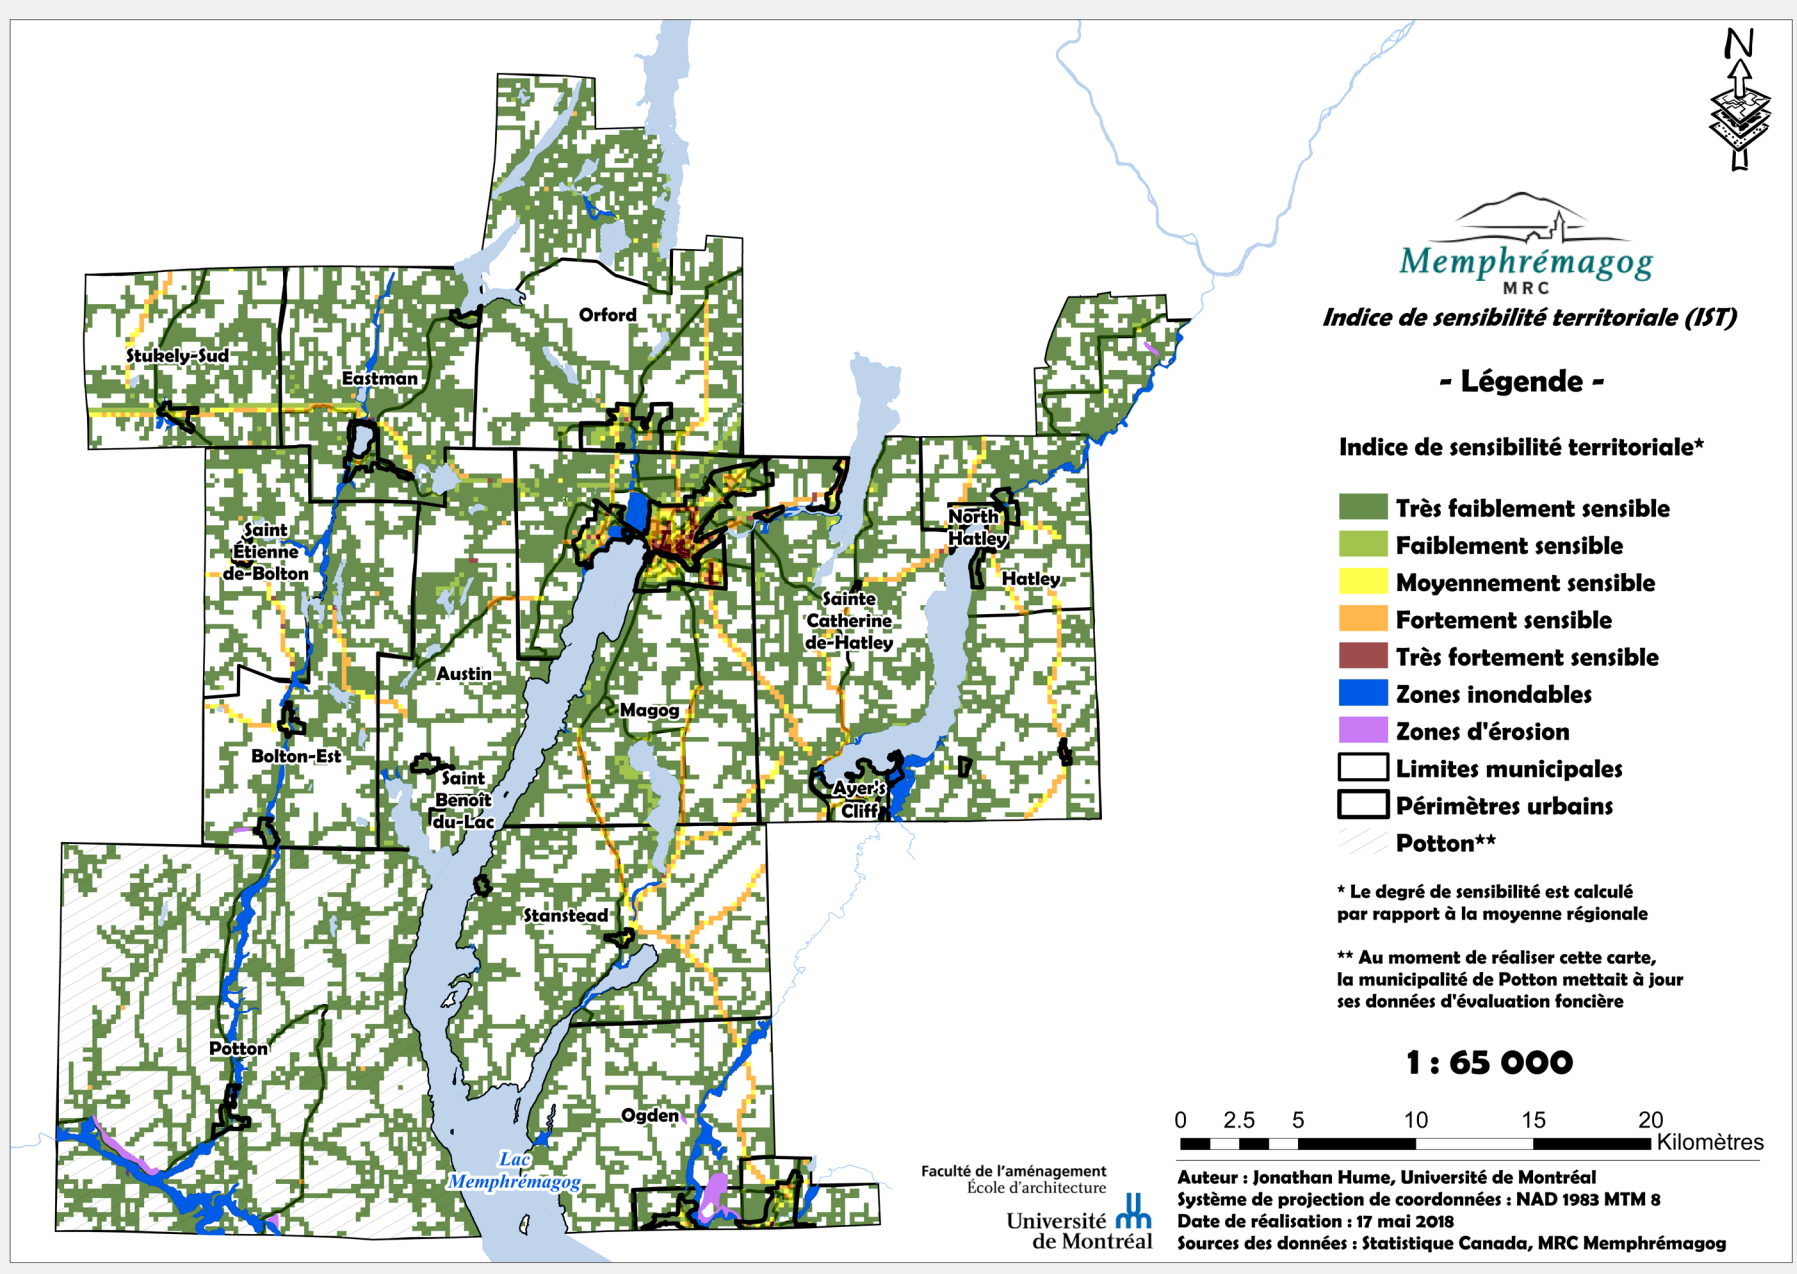 N
Memphrémagog
MRC
Indice de sensibilité territoriale (IST)
- Légende -
Indice de sensibilité territoriale*
Très faiblement sensible
Faiblement sensible
Moyennement sensible
Fortement sensible
Très fortement sensible
Zones inondables
Zones d'érosion
Limites municipales
Périmètres urbains
Potton**
* Le degré de sensibilité est calculé
par rapport à la moyenne régionale
** Au moment de réaliser cette carte,
la municipalité de Potton mettait à jour
ses données d'évaluation foncière
1 : 65 000
0 2.5 5 10 15 20
Kilomètres
Auteur : Jonathan Hume, Université de Montréal
Système de projection de coordonnées : NAD 1983 MTM 8
Date de réalisation : 17 mai 2018
Sources des données : Statistique Canada, MRC Memphrémagog
Faculté de l'aménagement
École d'architecture
Université
de Montréal
Orford
Stukely-Sud
Eastman
Saint
Étienne
de-Bolton
North
Hatley
Hatley
Sainte
Catherine
de-Hatley
Austin
Magog
Bolton-Est
Saint
Benoît
du-Lac
Ayer's
Cliff
Stanstead
Potton
Ogden
Lac
Memphrémagog